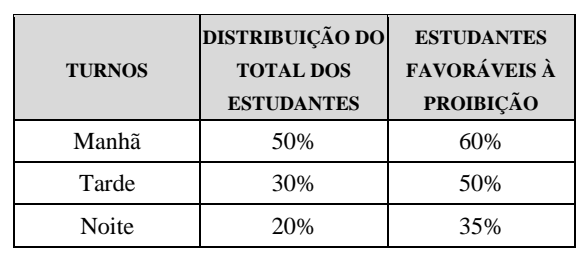 TURNOS
DISTRIBUIÇÃO DO
TOTAL DOS
ESTUDANTES
ESTUDANTES
FAVORÁVEIS À
PROIBIÇÃO
Manhã 50% 60%
Tarde 30% 50%
Noite 20% 35%